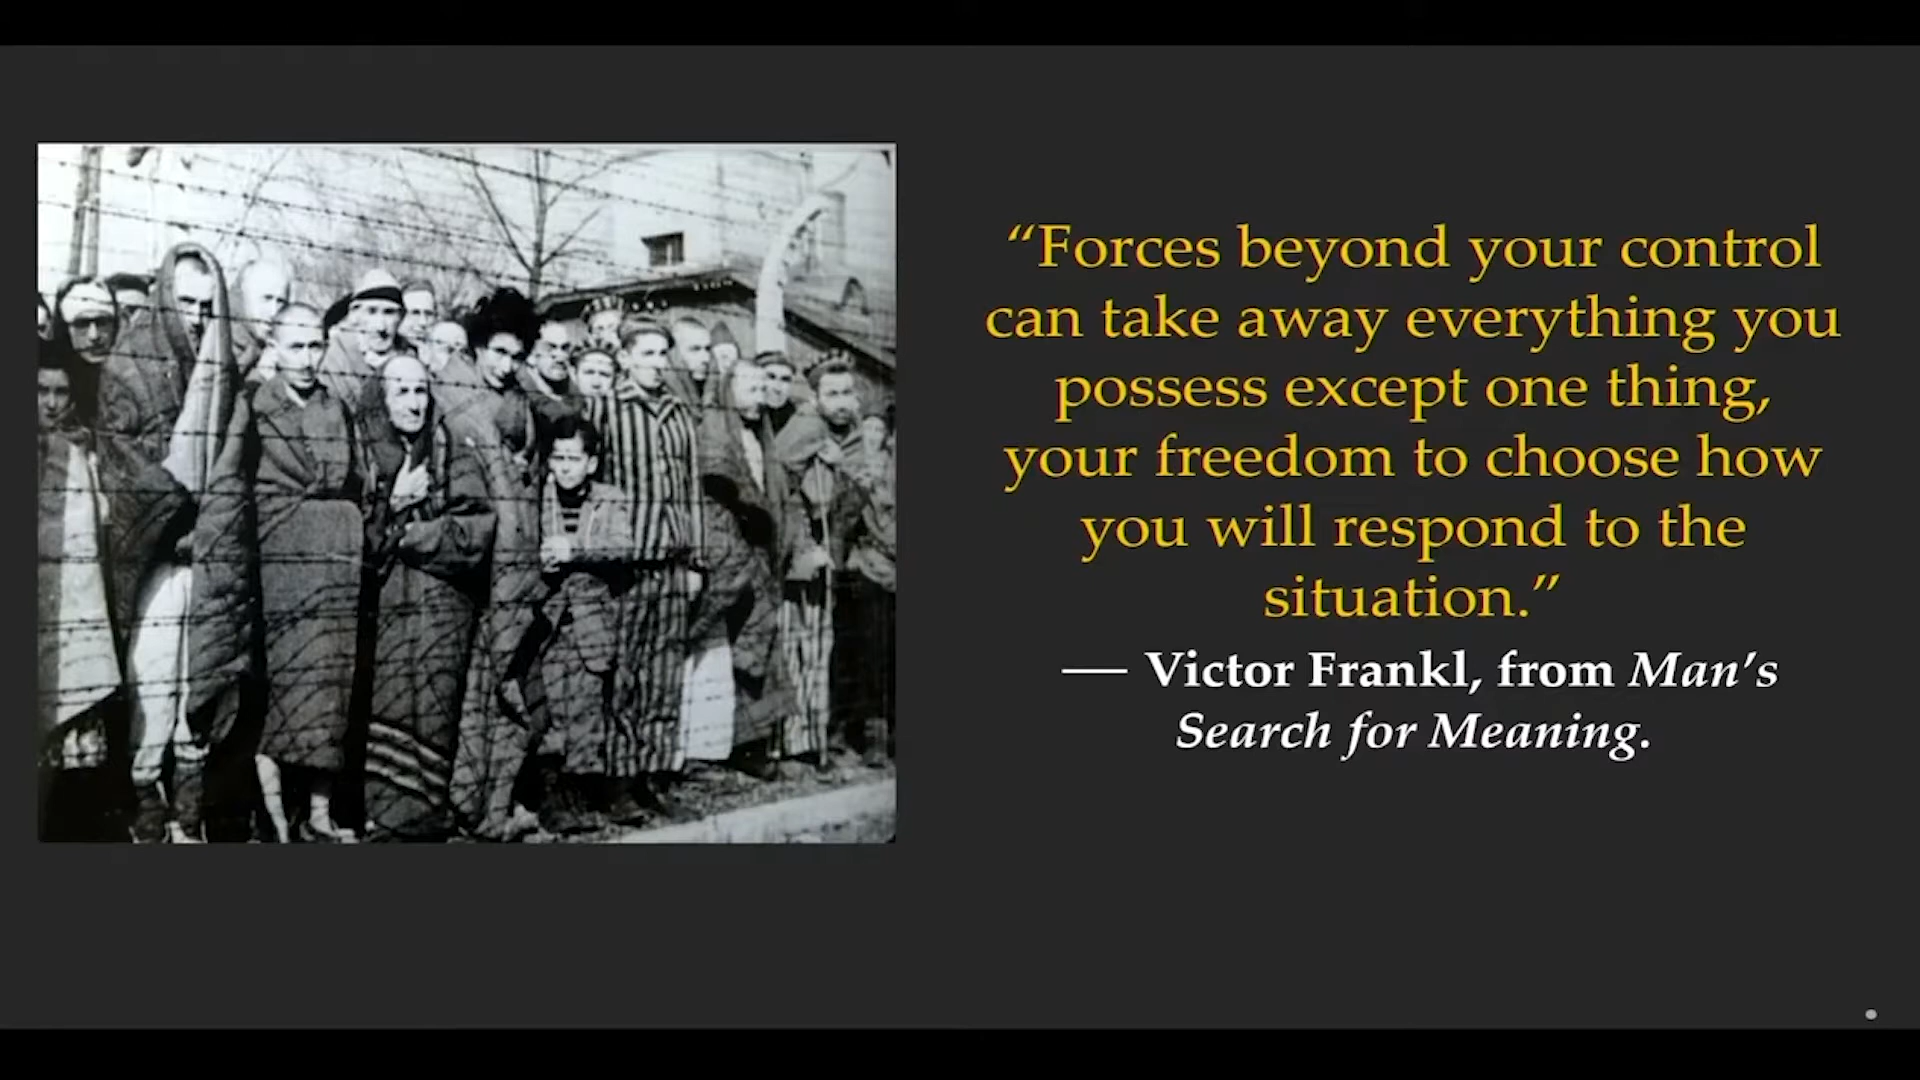 “Forces beyond your control
can take away everything you
possess except one thing,
your freedom to choose how
you will respond to the
situation.”
— Victor Frankl, from Man’s
Search for Meaning.